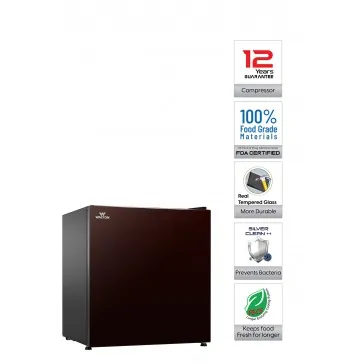 12
Years
GUARANTEE
Compressor
100%
Food Grade
Materials
FDA CERTIFIED
Real
Tempered Glass
More Durable
SILVER
CLEAN ++
Prevents Bacteria
Keeps food
Fresh for longer
WALTON